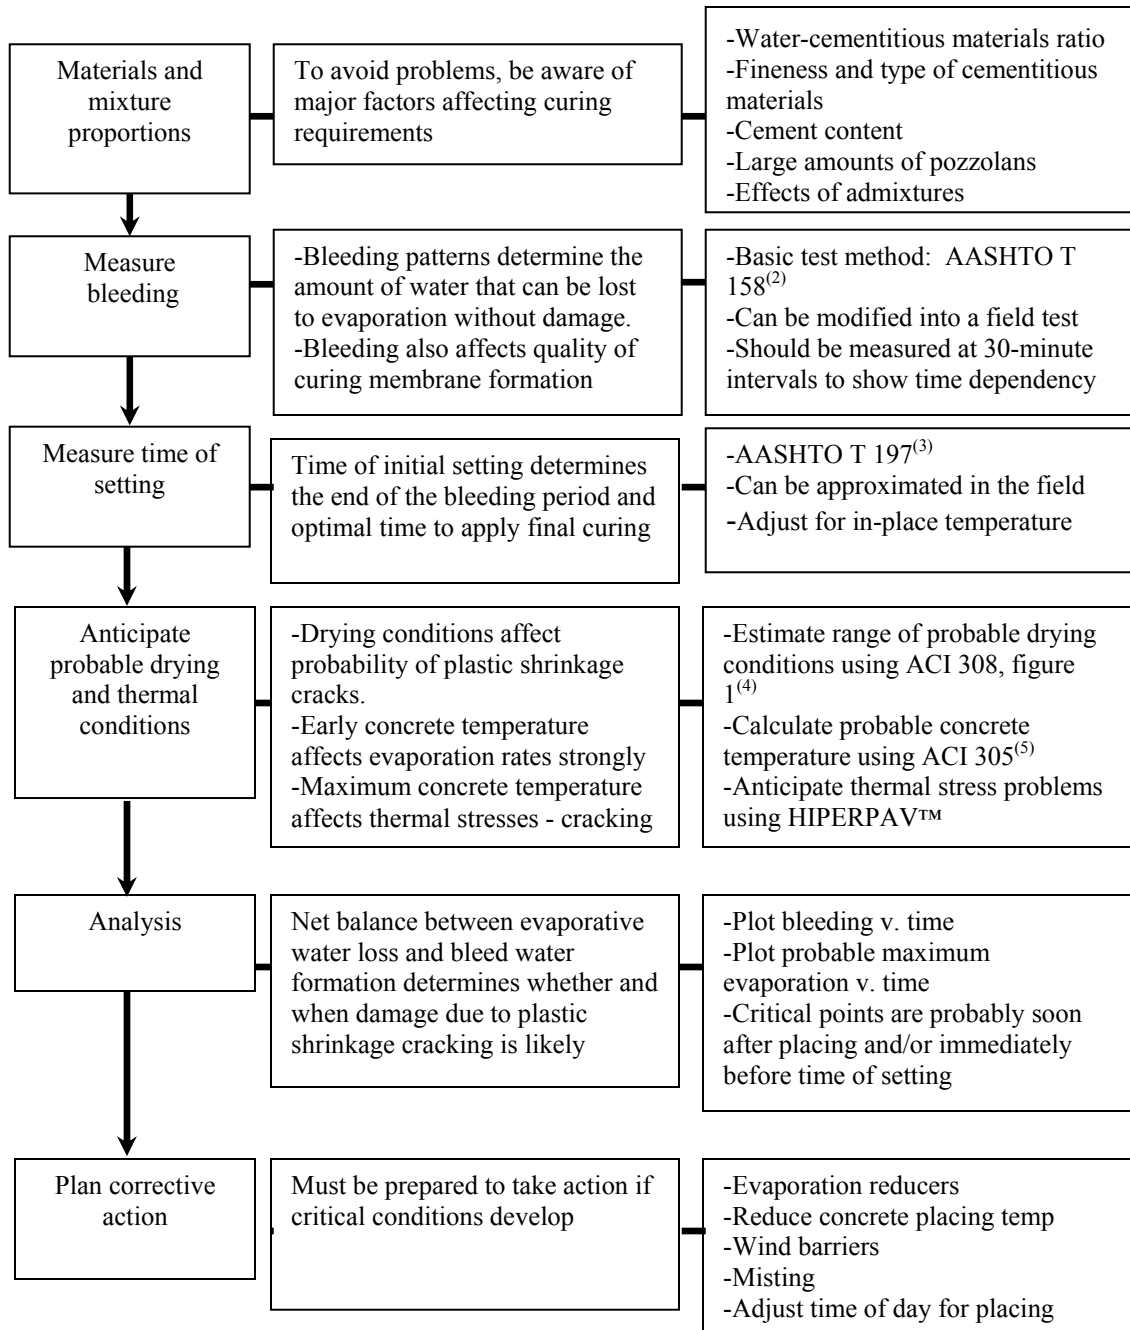 Materials and
mixture
proportions
To avoid problems, be aware of
major factors affecting curing
requirements
-Water-cementitious materials ratio
-Fineness and type of cementitious
materials
-Cement content
-Large amounts of pozzolans
-Effects of admixtures
Measure
bleeding
-Bleeding patterns determine the
amount of water that can be lost
to evaporation without damage.
-Bleeding also affects quality of
curing membrane formation
-Basic test method:  AASHTO T
158(2)
-Can be modified into a field test
-Should be measured at 30-minute
intervals to show time dependency
Measure time of
setting
Time of initial setting determines
the end of the bleeding period and
optimal time to apply final curing
-AASHTO T 197(3)
-Can be approximated in the field
-Adjust for in-place temperature
Anticipate
probable drying
and thermal
conditions
-Drying conditions affect
probability of plastic shrinkage
cracks.
-Early concrete temperature
affects evaporation rates strongly
-Maximum concrete temperature
affects thermal stresses - cracking
-Estimate range of probable drying
conditions using ACI 308, figure
1(4)
-Calculate probable concrete
temperature using ACI 305(5)
-Anticipate thermal stress problems
using HIPERPAV™
Analysis
Net balance between evaporative
water loss and bleed water
formation determines whether and
when damage due to plastic
shrinkage cracking is likely
-Plot bleeding v. time
-Plot probable maximum
evaporation v. time
-Critical points are probably soon
after placing and/or immediately
before time of setting
Plan corrective
action
Must be prepared to take action if
critical conditions develop
-Evaporation reducers
-Reduce concrete placing temp
-Wind barriers
-Misting
-Adjust time of day for placing